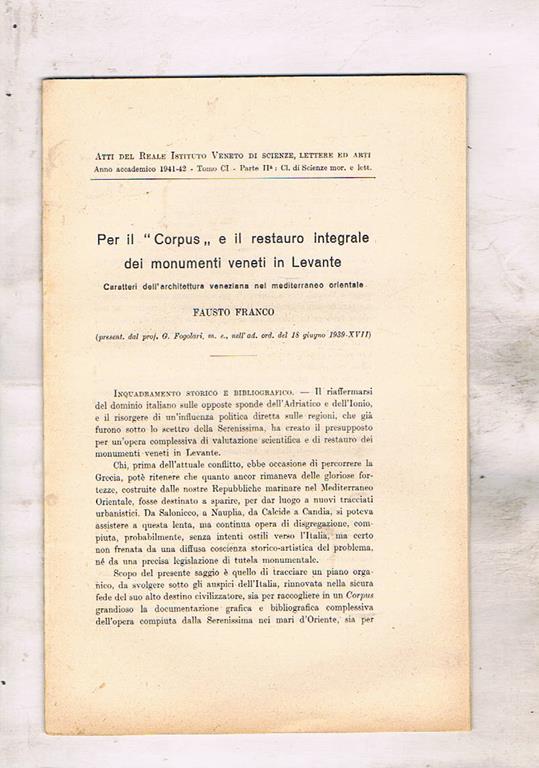 Atti del Reale Istituto Veneto di scienze, lettere ed arti
Anno accademico 1941-42 - Tomo CI - Parte IIª: Cl. di Scienze mor. e lett.
Per il “ Corpus „ e il restauro integrale
dei monumenti veneti in Levante
Caratteri dell'architettura veneziana nel mediterraneo orientale
FAUSTO FRANCO
(present. dal prof. G. Fogolari, m. e., nell'ad. ord. del 18 giugno 1939-XVII)
Inquadramento storico e bibliografico. — Il riaffermarsi
del dominio italiano sulle opposte sponde dell'Adriatico e dell'Ionio,
e il risorgere di un'influenza politica diretta sulle regioni, che già
furono sotto lo scettro della Serenissima, ha creato il presupposto
per un'opera complessiva di valutazione scientifica e di restauro dei
monumenti veneti in Levante.
Chi, prima dell'attuale conflitto, ebbe occasione di percorrere la
Grecia, potè ritenere che quanto ancor rimaneva delle gloriose for-
tezze, costruite dalle nostre Repubbliche marinare nel Mediterraneo
Orientale, fosse destinato a sparire, per dar luogo a nuovi tracciati
urbanistici. Da Salonicco, a Nauplia, da Calcide a Candia, si poteva
assistere a questa lenta, ma continua opera di disgregazione, com-
piuta, probabilmente, senza intenti ostili verso l'Italia, ma certo
non frenata da una diffusa coscienza storico-artistica del problema,
né da una precisa legislazione di tutela monumentale.
Scopo del presente saggio è quello di tracciare un piano orga-
nico, da svolgere sotto gli auspici dell'Italia, rinnovata nella sicura
fede del suo alto destino civilizzatore, sia per raccogliere in un Corpus
grandioso la documentazione grafica e bibliografica complessiva
dell'opera compiuta dalla Serenissima nei mari d'Oriente, sia per